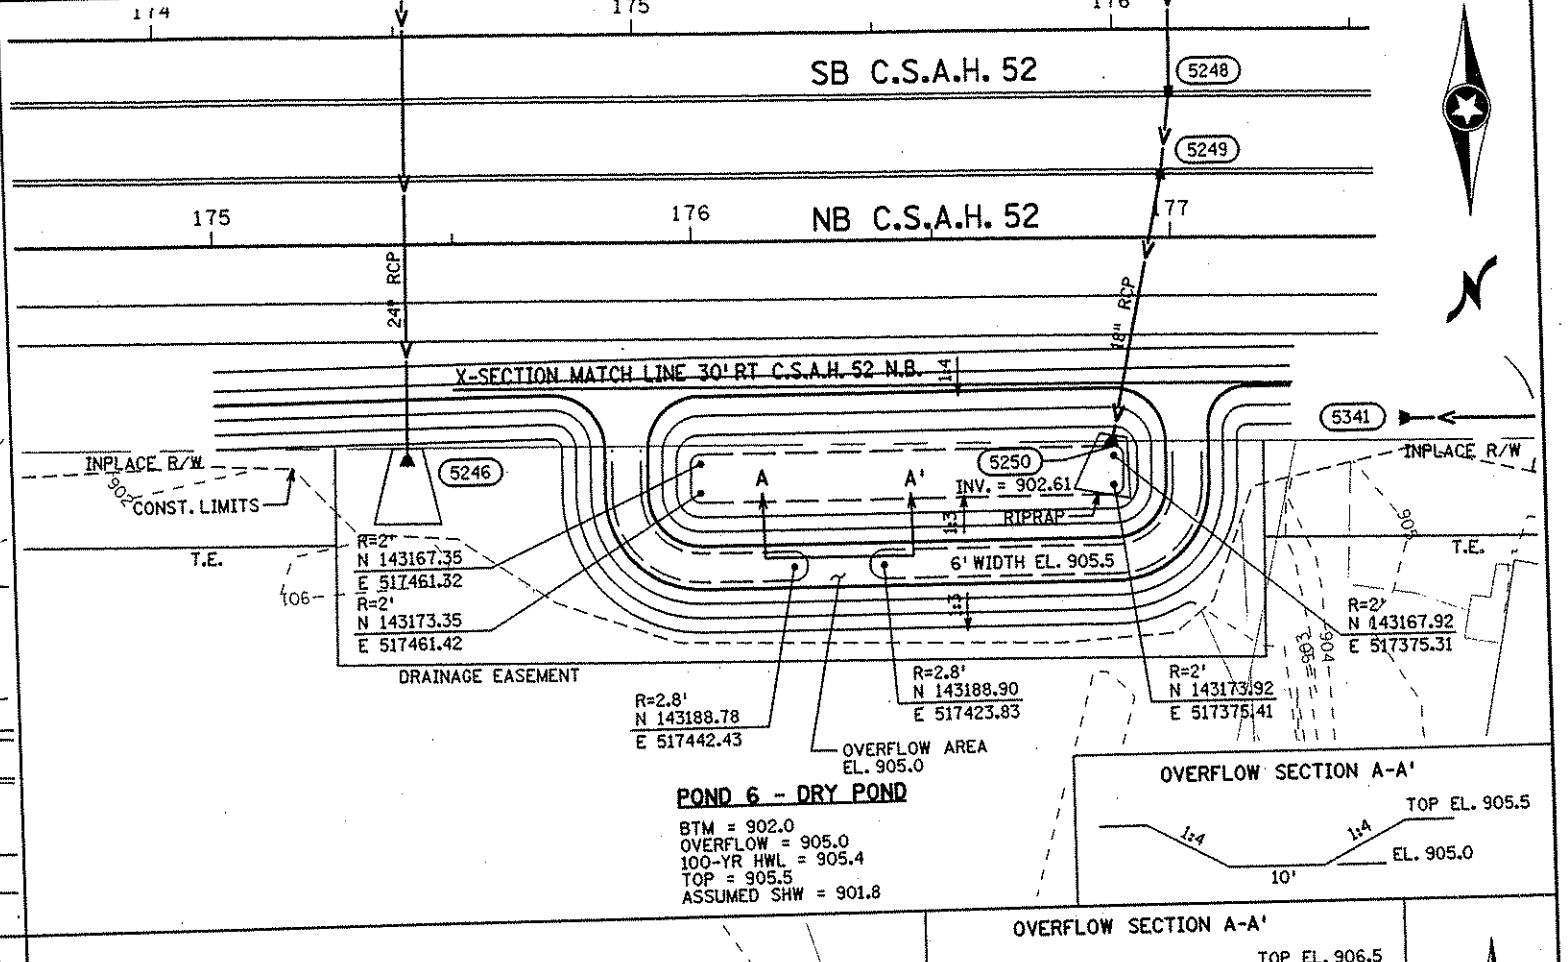 174
175
176
SB C.S.A.H. 52
5248
5249
175
176
NB C.S.A.H. 52
177
24" RCP
18" RCP
X-SECTION MATCH LINE 30' RT C.S.A.H. 52 N.B.
1:4
5341
INPLACE R/W
902
CONST. LIMITS
5246
A
A'
5250
INV. = 902.61
RIPRAP
1:3
INPLACE R/W
905
T.E.
T.E.
R=2'
N 143167.35
E 517461.32
R=2'
N 143173.35
E 517461.42
901
6' WIDTH EL. 905.5
1:3
R=2'
N 143167.92
E 517375.31
903
904
DRAINAGE EASEMENT
R=2.8'
N 143188.78
E 517442.43
R=2.8'
N 143188.90
E 517423.83
R=2'
N 143173.92
E 517375.41
OVERFLOW AREA
EL. 905.0
POND 6 - DRY POND
BTM = 902.0
OVERFLOW = 905.0
100-YR HWL = 905.4
TOP = 905.5
ASSUMED SHW = 901.8
OVERFLOW SECTION A-A'
TOP EL. 905.5
1:4
1:4
EL. 905.0
10'
OVERFLOW SECTION A-A'
TOP EL. 906.5
N